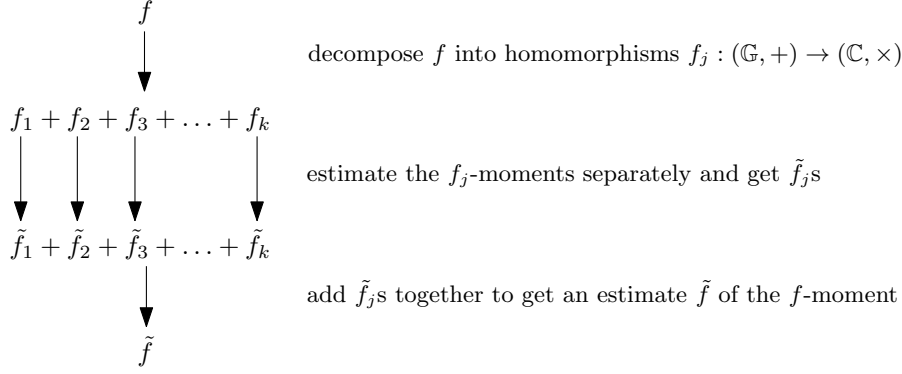 f
decompose f into homomorphisms f_j : (𝔾, +) → (ℂ, ×)
f_1 + f_2 + f_3 + … + f_k
estimate the f_j-moments separately and get f̃_js
f̃_1 + f̃_2 + f̃_3 + … + f̃_k
add f̃_js together to get an estimate f̃ of the f-moment
f̃